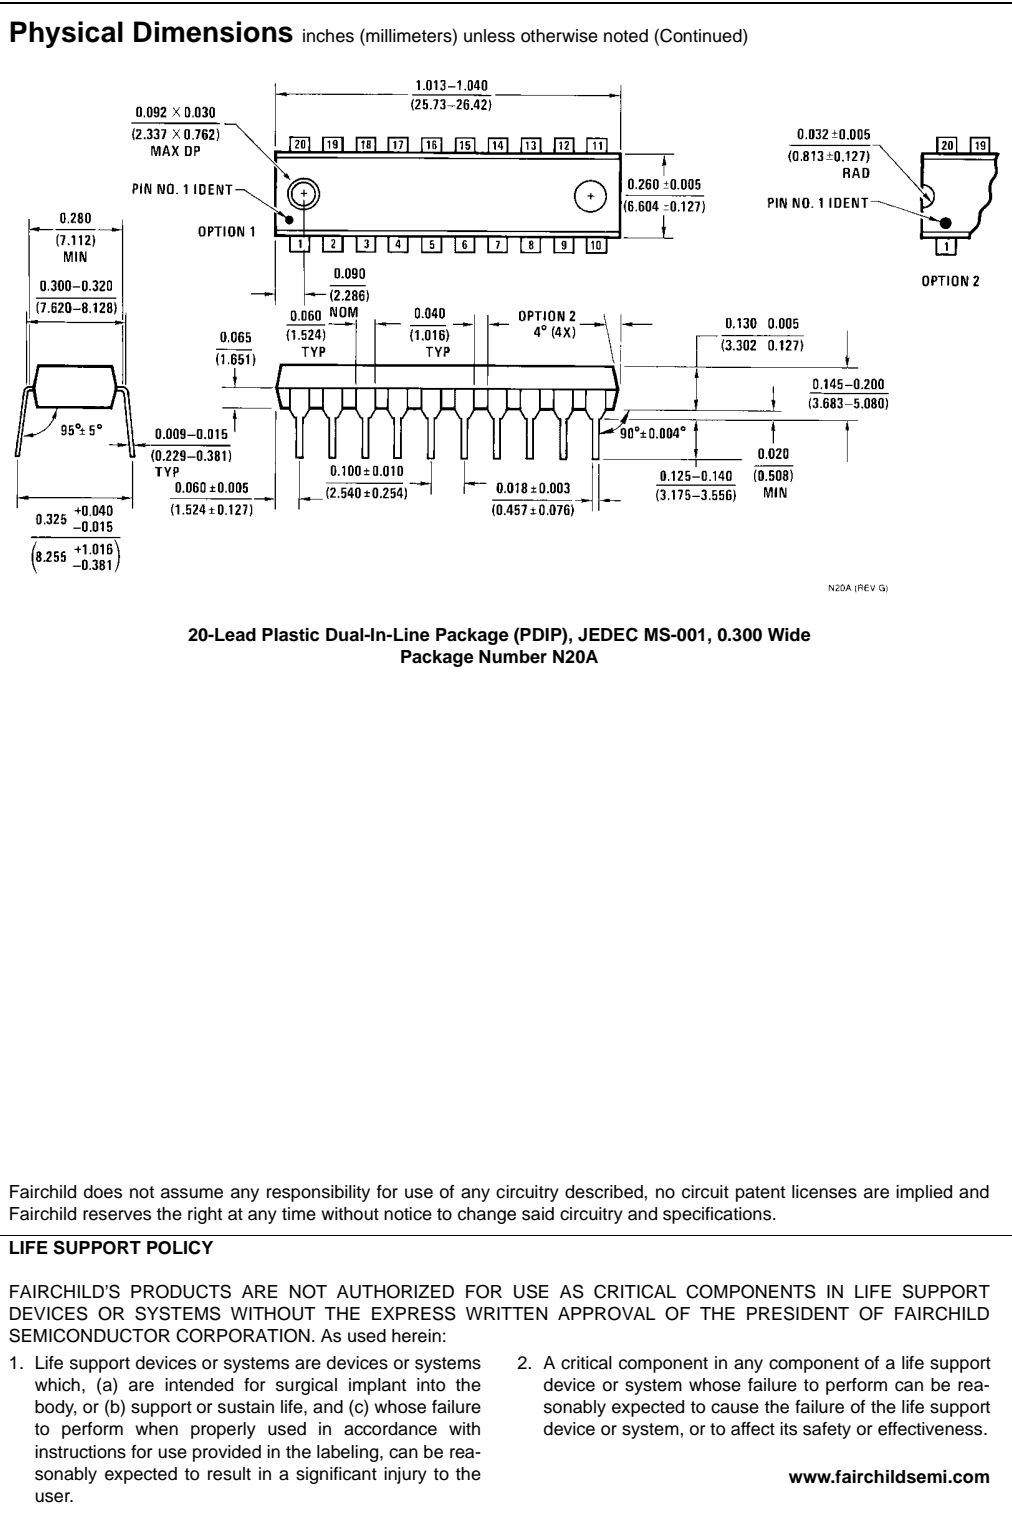 Physical Dimensions inches (millimeters) unless otherwise noted (Continued)
1.013–1.040
(25.73–26.42)
0.092 × 0.030
(2.337 × 0.762)
MAX DP
20 19 18 17 16 15 14 13 12 11
PIN NO. 1 IDENT
OPTION 1
1 2 3 4 5 6 7 8 9 10
0.260 ±0.005
(6.604 ±0.127)
0.032 ±0.005
(0.813 ±0.127)
RAD
20 19
PIN NO. 1 IDENT
1
OPTION 2
0.280
(7.112)
MIN
0.300–0.320
(7.620–8.128)
0.090
(2.286)
NOM
0.060
(1.524)
TYP
0.040
(1.016)
TYP
OPTION 2
4° (4X)
0.065
(1.651)
0.130 0.005
(3.302 0.127)
0.145–0.200
(3.683–5.080)
95°± 5°
90°±0.004°
0.009–0.015
(0.229–0.381)
TYP
0.100 ±0.010
(2.540 ±0.254)
0.020
(0.508)
MIN
0.125–0.140
(3.175–3.556)
0.060 ±0.005
(1.524 ±0.127)
0.018 ±0.003
(0.457 ±0.076)
0.325 +0.040
–0.015
(8.255 +1.016
–0.381)
N20A (REV G)
20-Lead Plastic Dual-In-Line Package (PDIP), JEDEC MS-001, 0.300 Wide
Package Number N20A
Fairchild does not assume any responsibility for use of any circuitry described, no circuit patent licenses are implied and
Fairchild reserves the right at any time without notice to change said circuitry and specifications.
LIFE SUPPORT POLICY
FAIRCHILD'S PRODUCTS ARE NOT AUTHORIZED FOR USE AS CRITICAL COMPONENTS IN LIFE SUPPORT
DEVICES OR SYSTEMS WITHOUT THE EXPRESS WRITTEN APPROVAL OF THE PRESIDENT OF FAIRCHILD
SEMICONDUCTOR CORPORATION. As used herein:
1. Life support devices or systems are devices or systems
which, (a) are intended for surgical implant into the
body, or (b) support or sustain life, and (c) whose failure
to perform when properly used in accordance with
instructions for use provided in the labeling, can be rea-
sonably expected to result in a significant injury to the
user.
2. A critical component in any component of a life support
device or system whose failure to perform can be rea-
sonably expected to cause the failure of the life support
device or system, or to affect its safety or effectiveness.
www.fairchildsemi.com